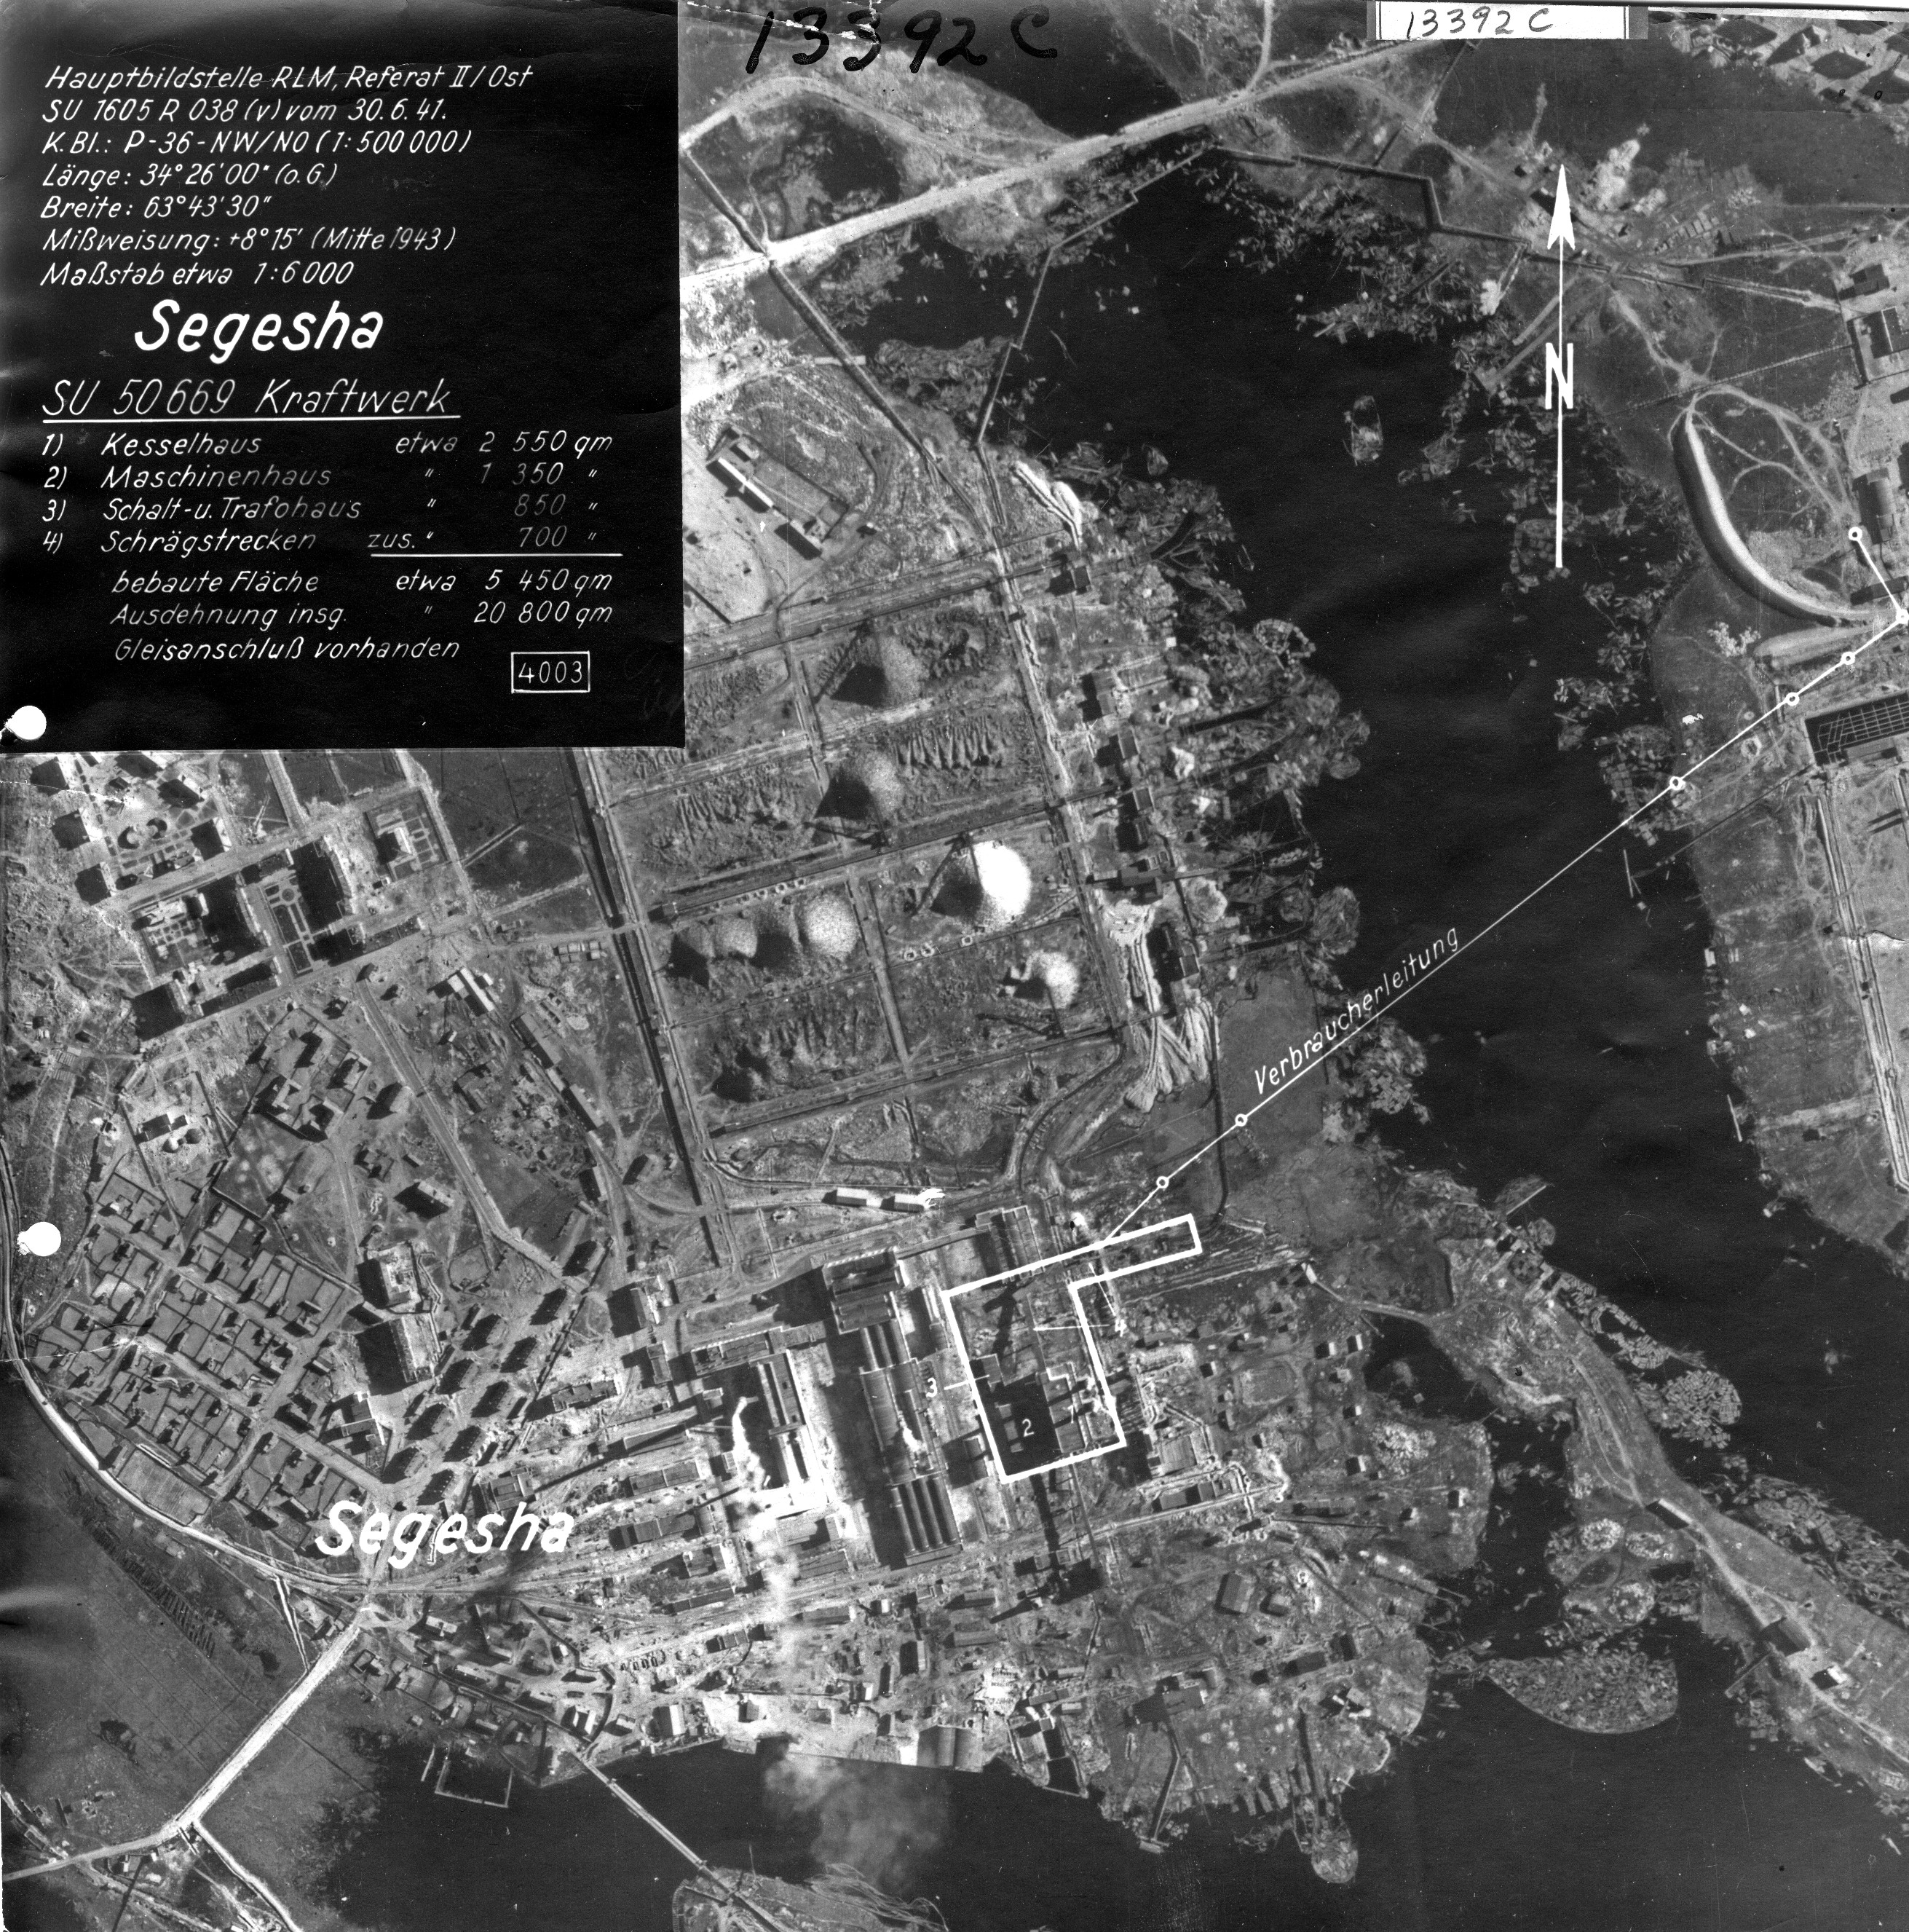 13392 C
13392 C
Hauptbildstelle RLM, Referat II/Ost
SU 1605 R 038 (v) vom 30.6.41.
K.Bl.: P-36-NW/NO (1:500 000)
Länge: 34° 26' 00" (o.G.)
Breite: 63° 43' 30"
Mißweisung: +8° 15' (Mitte 1943)
Maßstab etwa 1:6 000
Segesha
SU 50 669 Kraftwerk
1) Kesselhaus etwa 2 550 qm
2) Maschinenhaus " 1 350 "
3) Schalt-u. Trafohaus " 850 "
4) Schrägstrecken zus. " 700 "
bebaute Fläche etwa 5 450 qm
Ausdehnung insg. " 20 800 qm
Gleisanschluß vorhanden
4003
N
Verbraucherleitung
4
3
1
2
Segesha